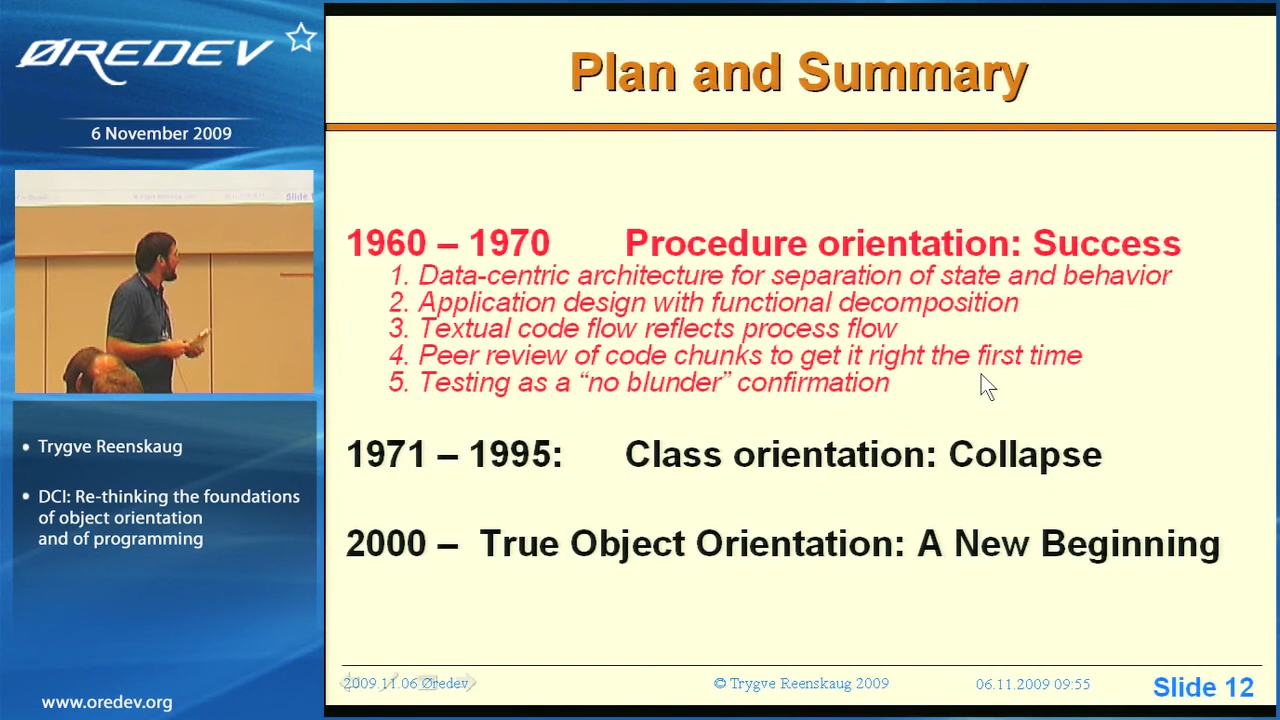 ØREDEV
6 November 2009
Slide 1
• Trygve Reenskaug
• DCI: Re-thinking the foundations
of object orientation
and of programming
www.oredev.org
Plan and Summary
1960 – 1970 Procedure orientation: Success
1. Data-centric architecture for separation of state and behavior
2. Application design with functional decomposition
3. Textual code flow reflects process flow
4. Peer review of code chunks to get it right the first time
5. Testing as a “no blunder” confirmation
1971 – 1995: Class orientation: Collapse
2000 – True Object Orientation: A New Beginning
2009.11.06 Øredev
© Trygve Reenskaug 2009
06.11.2009 09:55
Slide 12